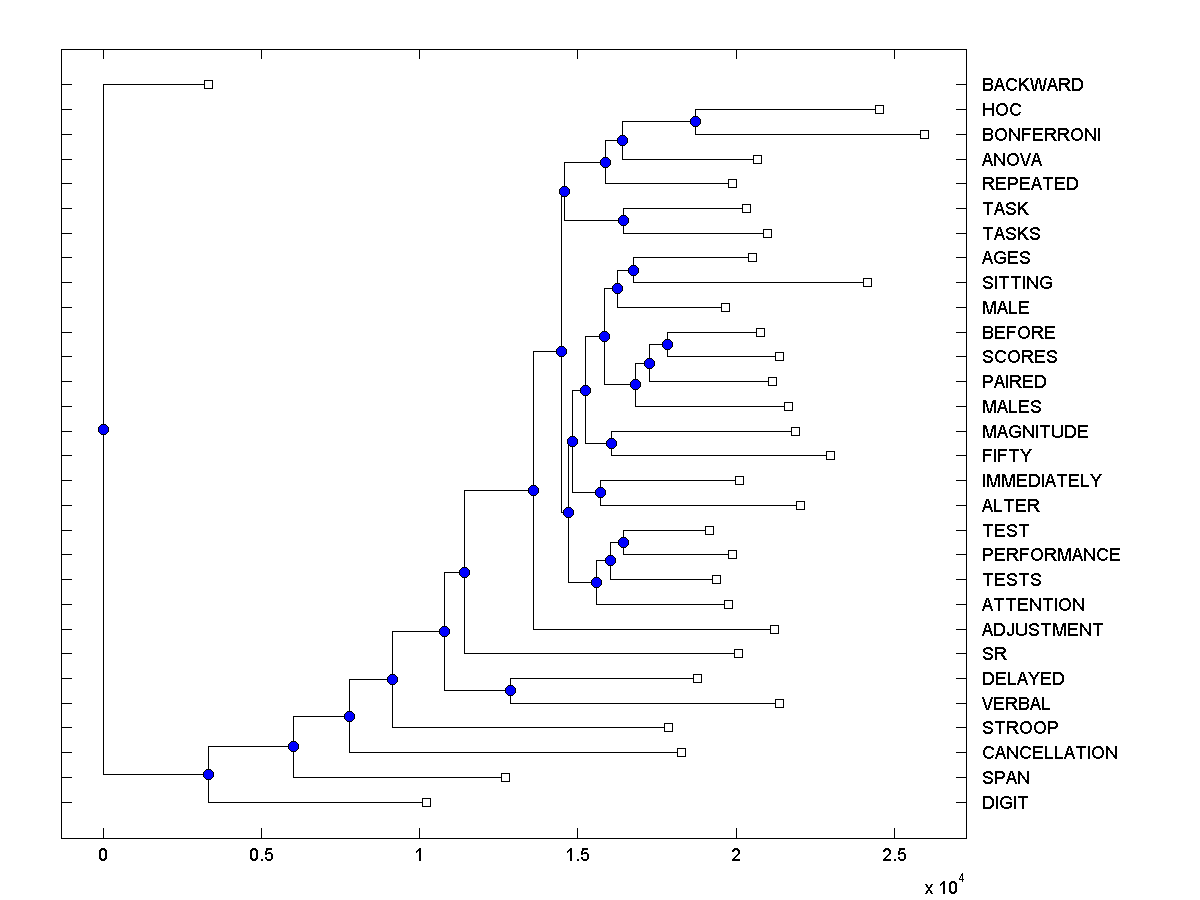 BACKWARD
HOC
BONFERRONI
ANOVA
REPEATED
TASK
TASKS
AGES
SITTING
MALE
BEFORE
SCORES
PAIRED
MALES
MAGNITUDE
FIFTY
IMMEDIATELY
ALTER
TEST
PERFORMANCE
TESTS
ATTENTION
ADJUSTMENT
SR
DELAYED
VERBAL
STROOP
CANCELLATION
SPAN
DIGIT
0 0.5 1 1.5 2 2.5
x 10^4